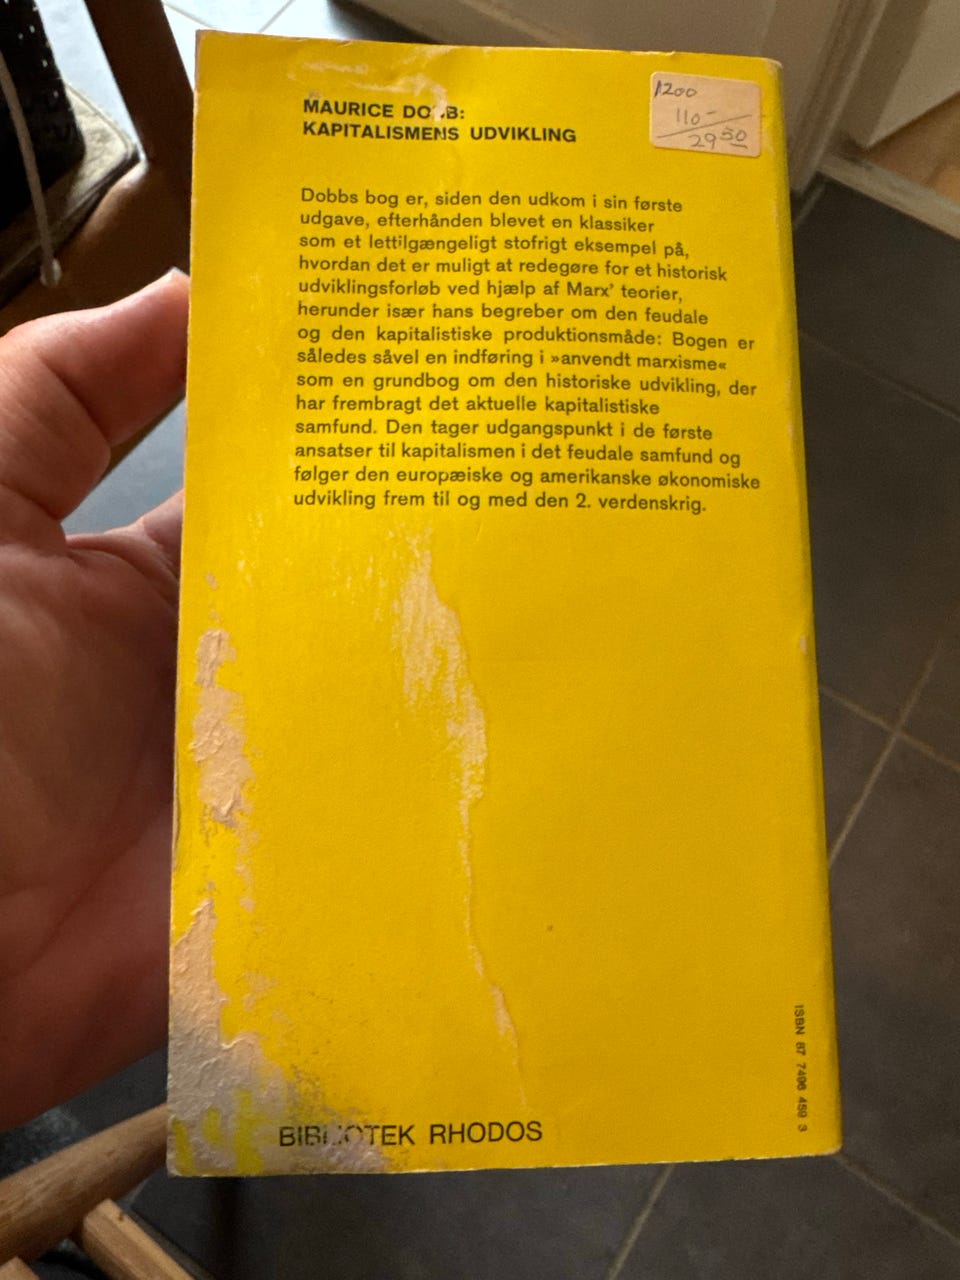 MAURICE DOBB:
KAPITALISMENS UDVIKLING
1200
110-
29 50
Dobbs bog er, siden den udkom i sin første
udgave, efterhånden blevet en klassiker
som et lettilgængeligt stofrigt eksempel på,
hvordan det er muligt at redegøre for et historisk
udviklingsforløb ved hjælp af Marx' teorier,
herunder især hans begreber om den feudale
og den kapitalistiske produktionsmåde: Bogen er
således såvel en indføring i »anvendt marxisme«
som en grundbog om den historiske udvikling, der
har frembragt det aktuelle kapitalistiske
samfund. Den tager udgangspunkt i de første
ansatser til kapitalismen i det feudale samfund og
følger den europæiske og amerikanske økonomiske
udvikling frem til og med den 2. verdenskrig.
BIBLIOTEK RHODOS
ISBN 87 7496 459 3